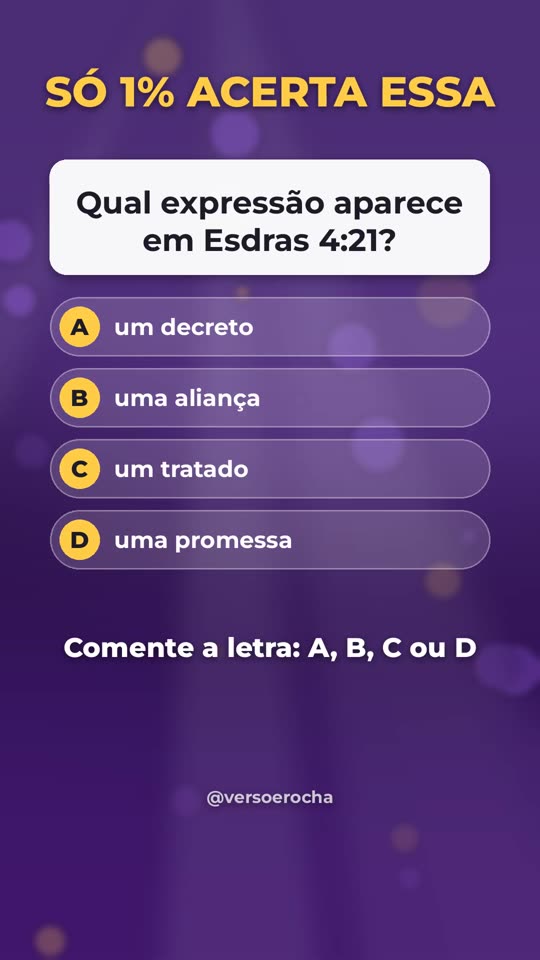 SÓ 1% ACERTA ESSA
Qual expressão aparece
em Esdras 4:21?
A um decreto
B uma aliança
C um tratado
D uma promessa
Comente a letra: A, B, C ou D
@versoerocha